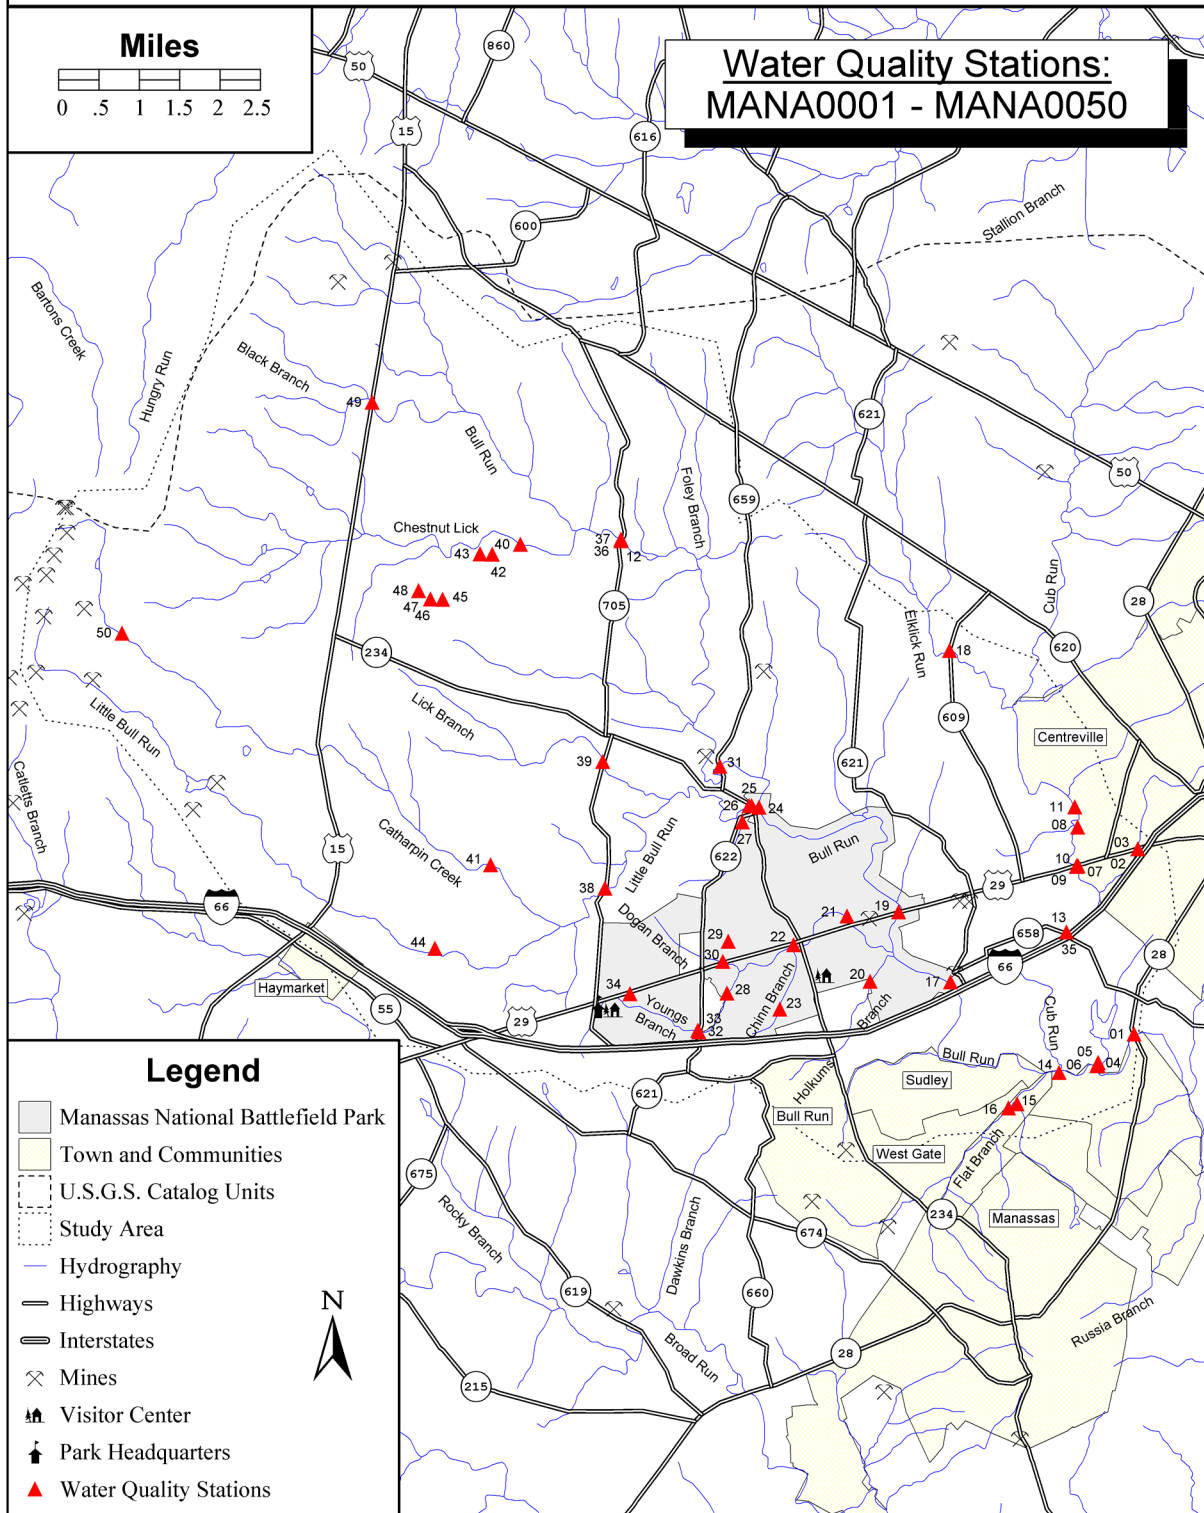 Miles
0 .5 1 1.5 2 2.5
Water Quality Stations:
MANA0001 - MANA0050
860
50
15
616
600
Stallion Branch
Bartons Creek
Hungry Run
Black Branch
49
Bull Run
621
50
659
Foley Branch
Chestnut Lick
43
40
42
37
36
12
48
47
46
45
705
Cub Run
28
50
234
Elklick Run
18
620
Lick Branch
609
Little Bull Run
Centreville
Catletts Branch
39
31
621
25
26
24
27
11
08
15
Catharpin Creek
41
622
Little Bull Run
Bull Run
03
02
10
09
07
29
38
66
Dogan Branch
21
19
13
658
35
44
29
22
30
66
28
Haymarket
34
28
20
17
55
29
Youngs
Branch
33
32
Chinn Branch
23
Branch
Cub Run
01
Bull Run
05
04
14
06
Sudley
621
Holkums
Bull Run
16
15
West Gate
Flat Branch
675
Manassas
234
674
Rocky Branch
Dawkins Branch
619
660
Russia Branch
Broad Run
28
215
Legend
Manassas National Battlefield Park
Town and Communities
U.S.G.S. Catalog Units
Study Area
Hydrography
Highways
Interstates
Mines
Visitor Center
Park Headquarters
Water Quality Stations
N